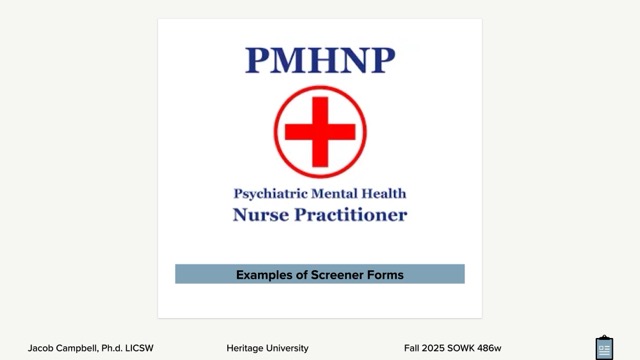 PMHNP
Psychiatric Mental Health
Nurse Practitioner
Examples of Screener Forms
Jacob Campbell, Ph.d. LICSW
Heritage University
Fall 2025 SOWK 486w